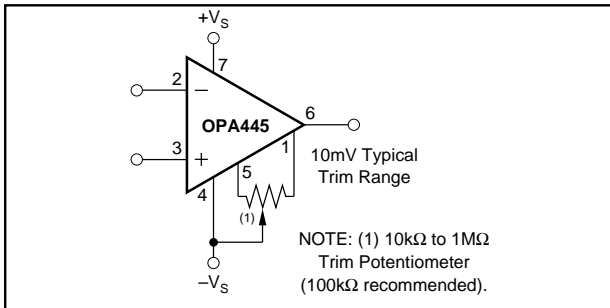 +VS
7
2
−
OPA445
6
3
+
1
5
4
10mV Typical
Trim Range
(1)
NOTE: (1) 10kΩ to 1MΩ
Trim Potentiometer
(100kΩ recommended).
−VS